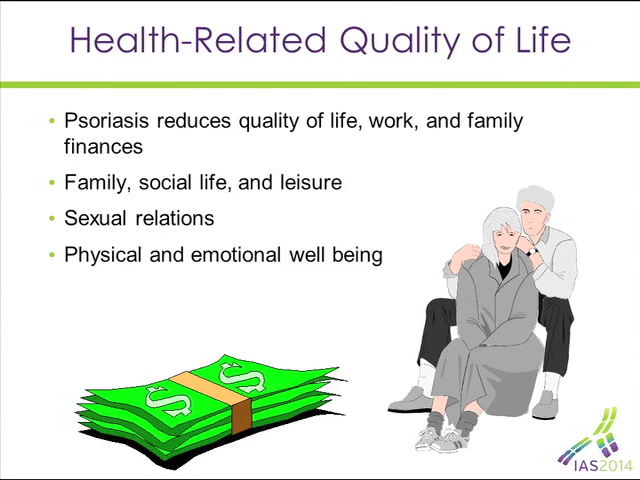 Health-Related Quality of Life
• Psoriasis reduces quality of life, work, and family
finances
• Family, social life, and leisure
• Sexual relations
• Physical and emotional well being
$ $
IAS2014